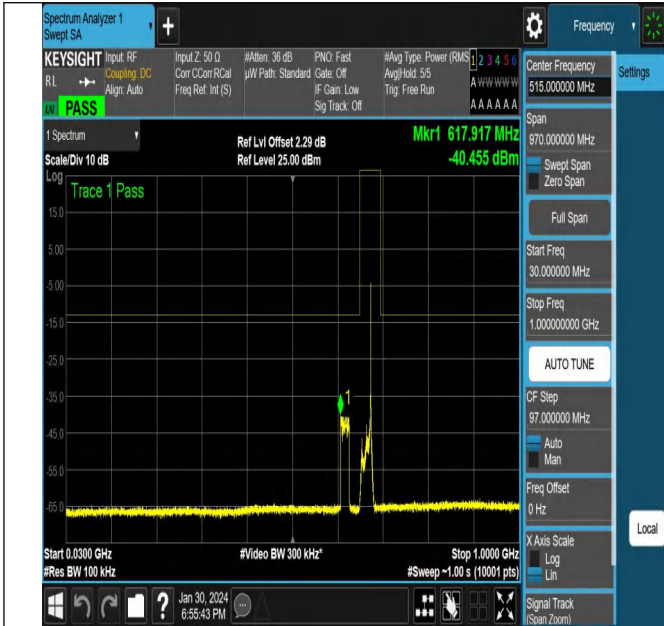 Spectrum Analyzer 1
Swept SA
+
Frequency
KEYSIGHT
RL
LXI
PASS
Input: RF
Coupling: DC
Align: Auto
Input Z: 50 Ω
Corr CCorr RCal
Freq Ref: Int (S)
#Atten: 36 dB
µW Path: Standard
PNO: Fast
Gate: Off
IF Gain: Low
Sig Track: Off
#Avg Type: Power (RMS
Avg|Hold: 5/5
Trig: Free Run
1 2 3 4 5 6
A W W W W W
A A A A A A
1 Spectrum
Scale/Div 10 dB
Log
Ref Lvl Offset 2.29 dB
Ref Level 25.00 dBm
Mkr1 617.917 MHz
-40.455 dBm
Trace 1 Pass
15.0
5.00
-5.00
-15.0
-25.0
-35.0
1
-45.0
-55.0
-65.0
Start 0.0300 GHz
#Res BW 100 kHz
#Video BW 300 kHz*
Stop 1.0000 GHz
#Sweep ~1.00 s (10001 pts)
Jan 30, 2024
6:55:43 PM
?
Center Frequency
515.000000 MHz
Settings
Span
970.000000 MHz
Swept Span
Zero Span
Full Span
Start Freq
30.000000 MHz
Stop Freq
1.000000000 GHz
AUTO TUNE
CF Step
97.000000 MHz
Auto
Man
Freq Offset
0 Hz
Local
X Axis Scale
Log
Lin
Signal Track
(Span Zoom)